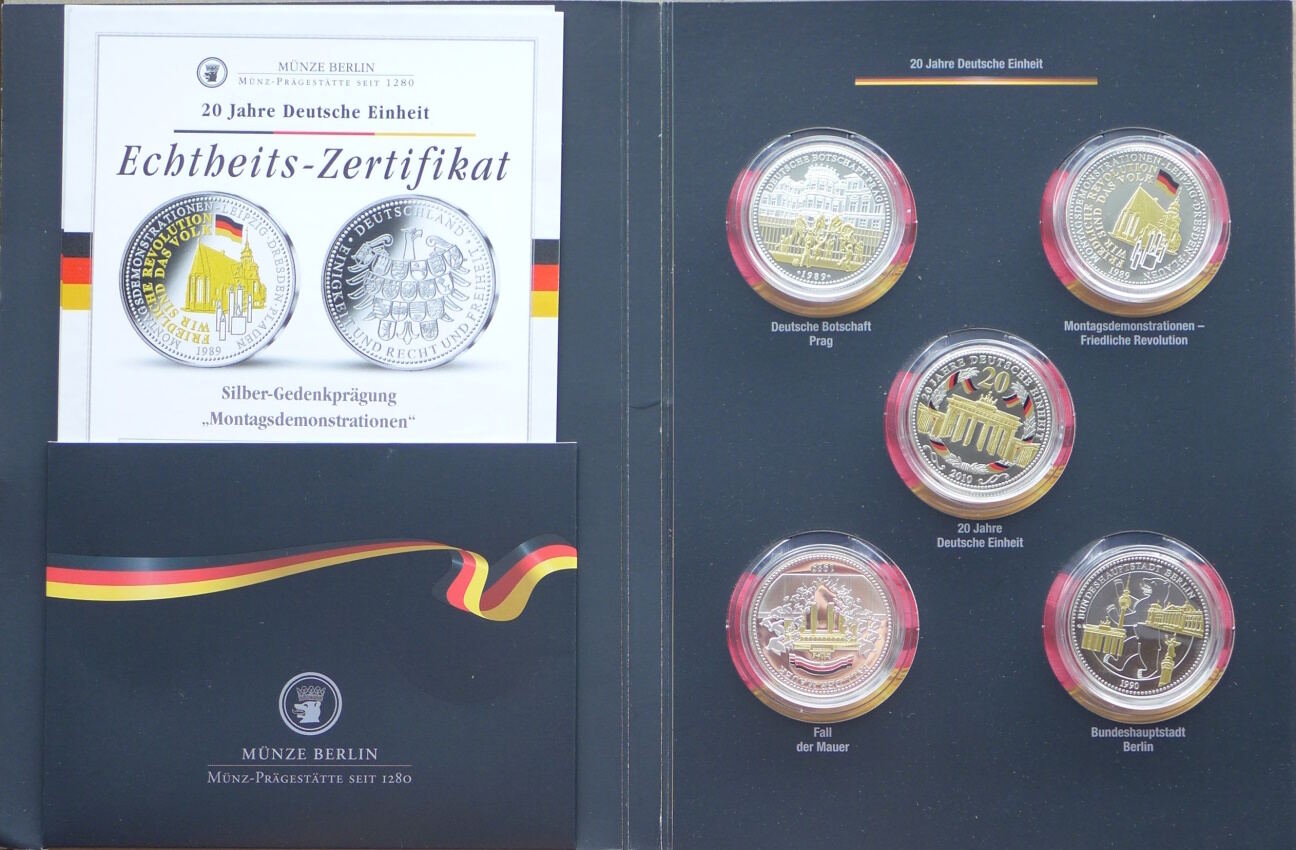 MÜNZE BERLIN
MÜNZ-PRÄGESTÄTTE SEIT 1280
20 Jahre Deutsche Einheit
Echtheits-Zertifikat
MONTAGSDEMONSTRATIONEN-LEIPZIG-DRESDEN-PLAUEN
FRIEDLICHE REVOLUTION
WIR SIND DAS VOLK
1989
DEUTSCHLAND
EINIGKEIT UND RECHT UND FREIHEIT
Silber-Gedenkprägung
„Montagsdemonstrationen“
MÜNZE BERLIN
MÜNZ-PRÄGESTÄTTE SEIT 1280
20 Jahre Deutsche Einheit
DEUTSCHE BOTSCHAFT PRAG
1989
Deutsche Botschaft
Prag
MONTAGSDEMONSTRATIONEN-LEIPZIG-DRESDEN-PLAUEN
FRIEDLICHE REVOLUTION
WIR SIND DAS VOLK
1989
Montagsdemonstrationen –
Friedliche Revolution
20 JAHRE DEUTSCHE EINHEIT
20
2010
20 Jahre
Deutsche Einheit
Fall
der Mauer
BUNDESHAUPTSTADT BERLIN
1990
Bundeshauptstadt
Berlin